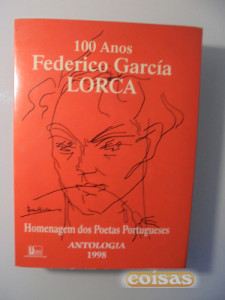 100 Anos
Federico García
LORCA
Homenagem dos Poetas Portugueses
ANTOLOGIA
1998
coisas